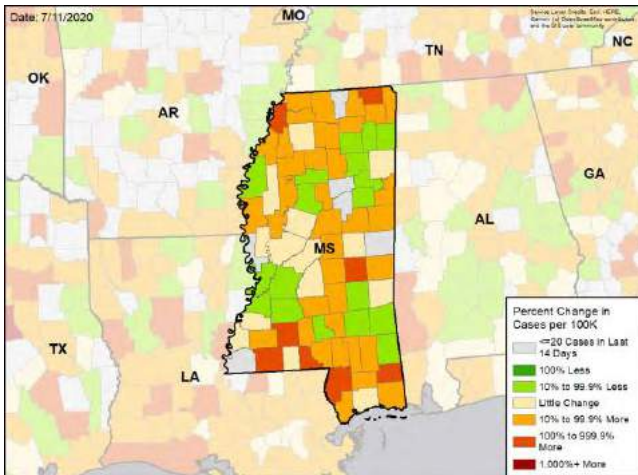 Date: 7/11/2020
MO
TN
NC
OK
AR
GA
MS
AL
TX
LA
Percent Change in
Cases per 100K
<=20 Cases in Last
14 Days
100% Less
10% to 99.9% Less
Little Change
10% to 99.9% More
100% to 999.9%
More
1,000%+ More